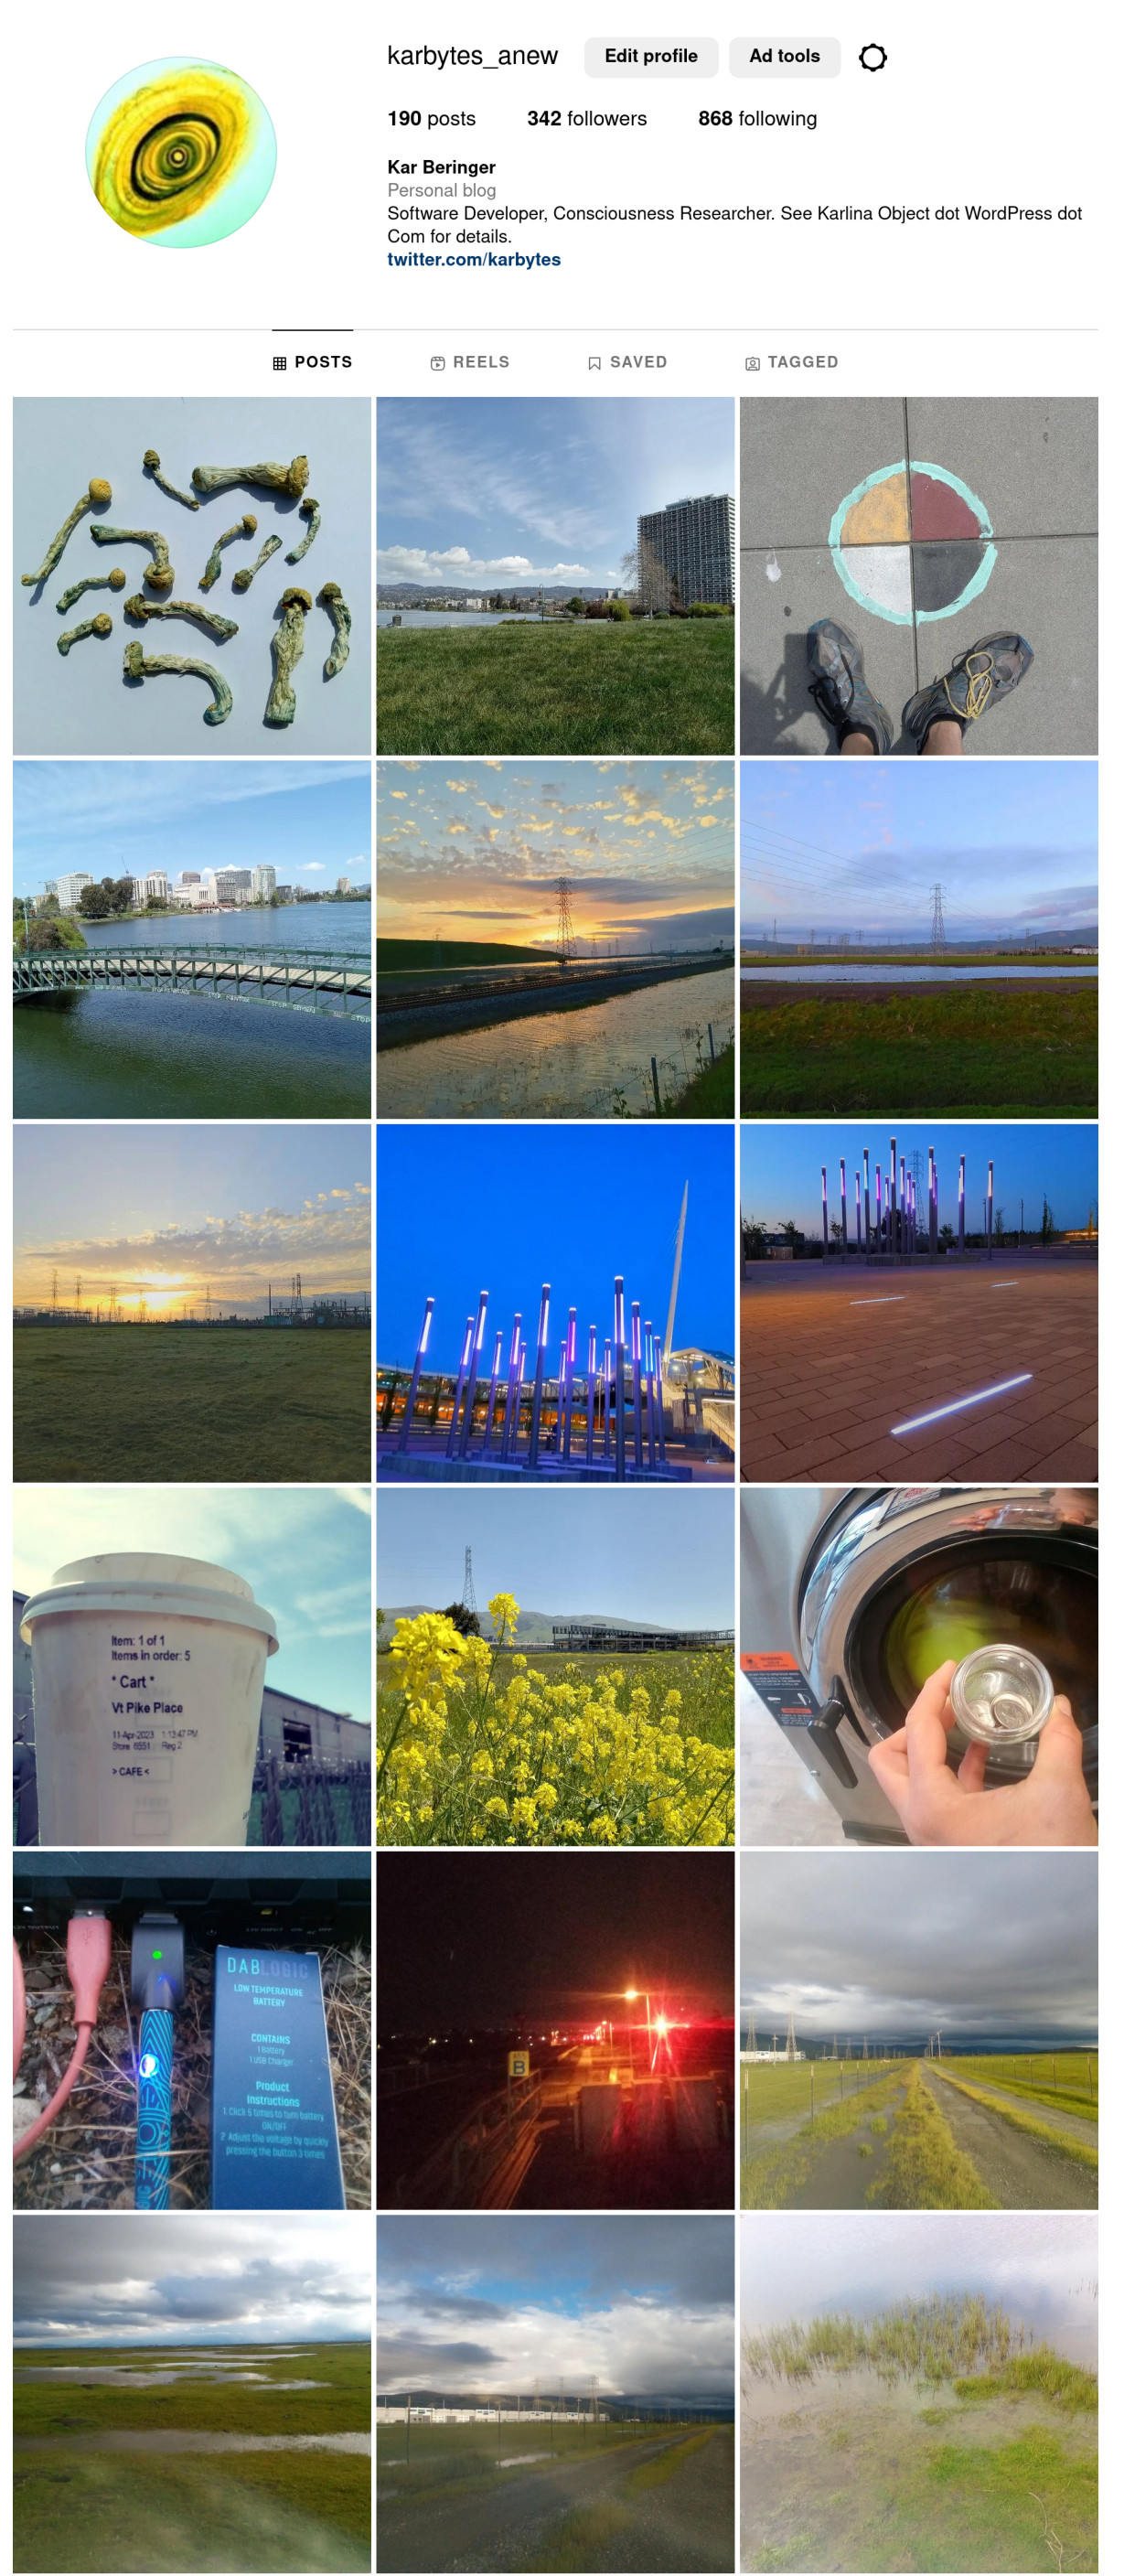 karbytes_anew
Edit profile
Ad tools
190 posts
342 followers
868 following
Kar Beringer
Personal blog
Software Developer, Consciousness Researcher. See Karlina Object dot WordPress dot
Com for details.
twitter.com/karbytes
POSTS
REELS
SAVED
TAGGED
Item: 1 of 1
Items in order: 5
* Cart *
Vt Pike Place
11-Apr-2023 1:13:47 PM
Store 6551 Reg 2
> CAFE <
DABLOGIC
LOW TEMPERATURE
BATTERY
CONTAINS
1 Battery
1 USB Charger
Product
Instructions
1 Click 5 times to turn battery
ON/OFF
2 Adjust the voltage by quickly
pressing the button 3 times
B